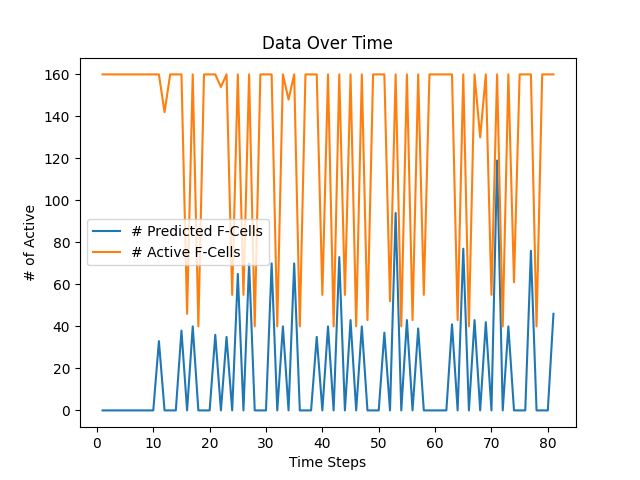 Data Over Time
160
140
120
100
80
60
40
20
0
# of Active
# Predicted F-Cells
# Active F-Cells
0 10 20 30 40 50 60 70 80
Time Steps